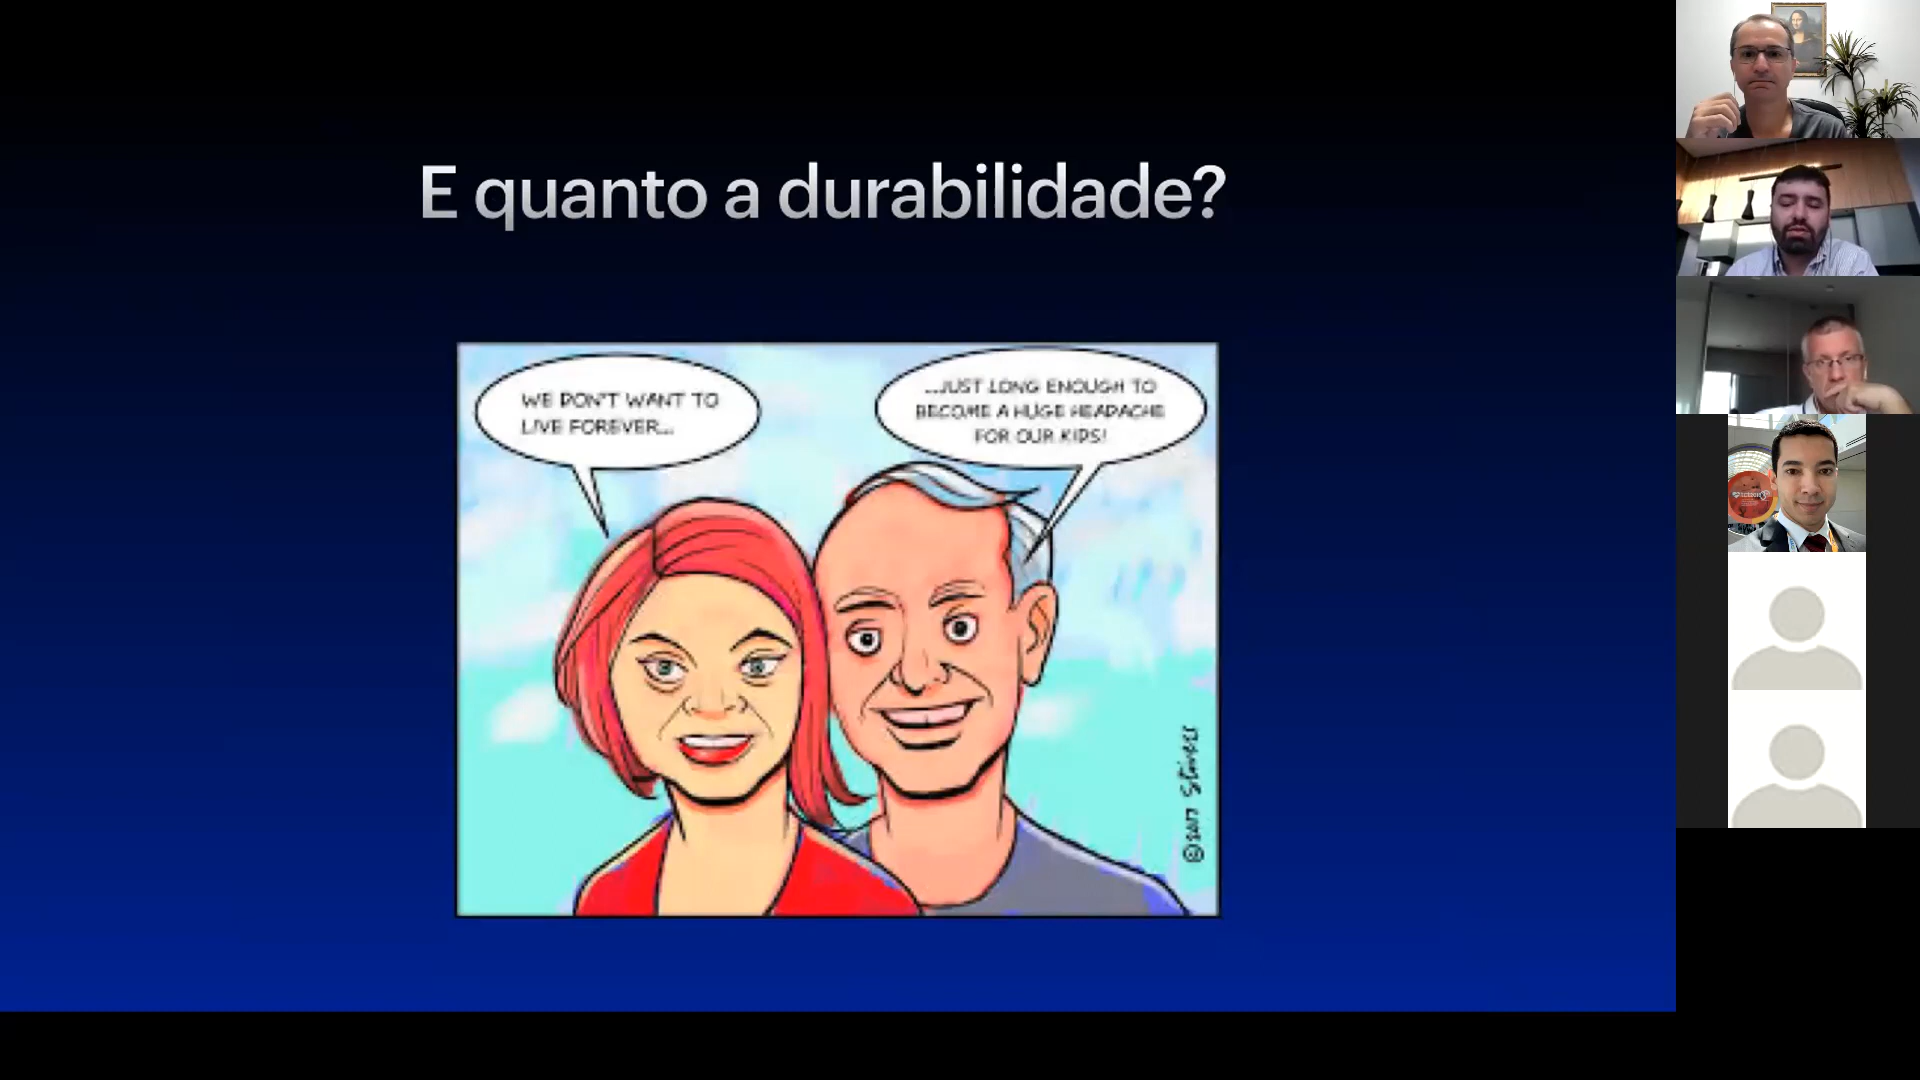 E quanto a durabilidade?
WE DON'T WANT TO
LIVE FOREVER...
...JUST LONG ENOUGH TO
BECOME A HUGE HEADACHE
FOR OUR KIDS!
©2017 Stivers